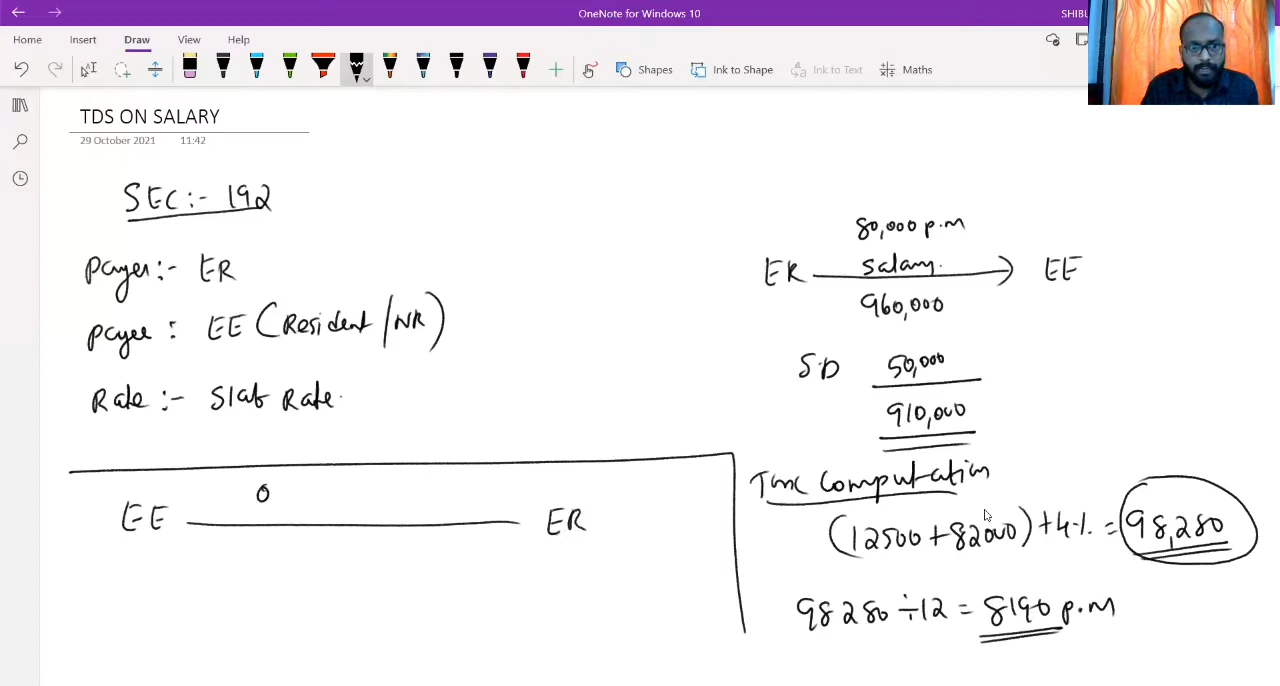 OneNote for Windows 10
SHIBU
Home Insert Draw View Help
Shapes Ink to Shape Ink to Text Maths
TDS ON SALARY
29 October 2021 11:42
SEC:- 192
Payer:- ER
Payee: EE (Resident/NR)
Rate:- Slab Rate.
EE 0 ER
80,000 p.m
ER Salary. EE
960,000
S.D 50,000
910,000
Tax Computation
(12500+82000)+4% = 98,280
98280÷12 = 8190 p.m